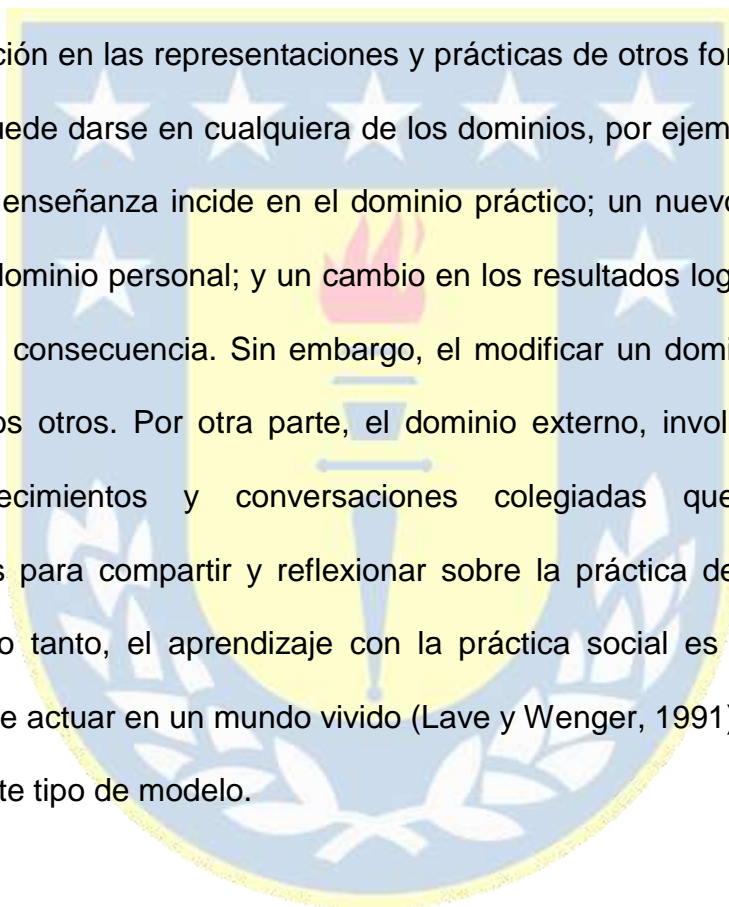 ción en las representaciones y prácticas de otros for
uede darse en cualquiera de los dominios, por ejem
enseñanza incide en el dominio práctico; un nuevo
dominio personal; y un cambio en los resultados log
consecuencia. Sin embargo, el modificar un domi
os otros. Por otra parte, el dominio externo, invol
ecimientos y conversaciones colegiadas que
s para compartir y reflexionar sobre la práctica de
o tanto, el aprendizaje con la práctica social es
e actuar en un mundo vivido (Lave y Wenger, 1991)
te tipo de modelo.